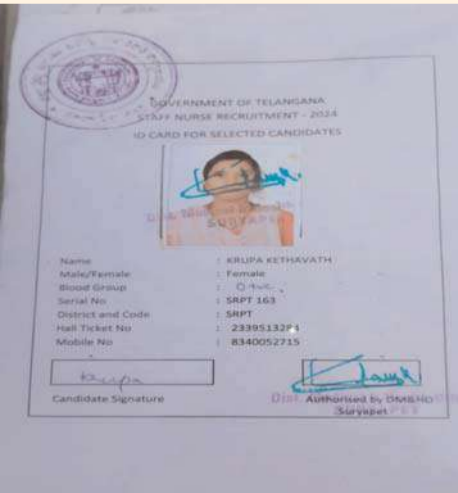 GOVERNMENT OF TELANGANA
STAFF NURSE RECRUITMENT - 2024
ID CARD FOR SELECTED CANDIDATES
SURYAPET
Name : KRUPA KETHAVATH
Male/Female : Female
Blood Group :
Serial No : SRPT 163
District and Code : SRPT
Hall Ticket No : 2339513284
Mobile No : 8340052715
Krupa
Candidate Signature
Authorised by DM&HO
Suryapet